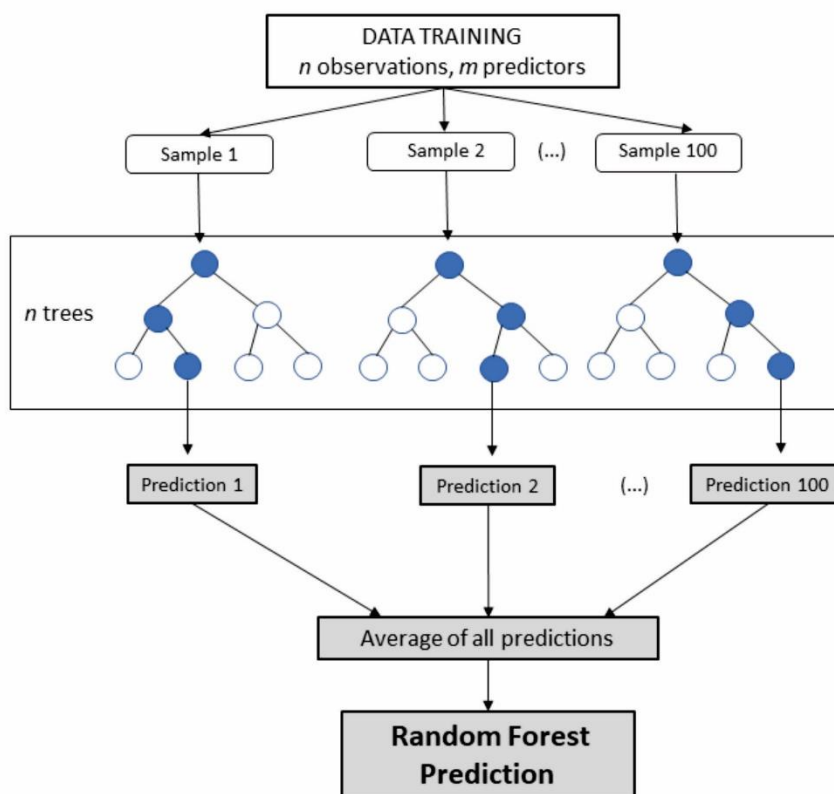 DATA TRAINING
n observations, m predictors
Sample 1
Sample 2
(...)
Sample 100
n trees
Prediction 1
Prediction 2
(...)
Prediction 100
Average of all predictions
Random Forest
Prediction